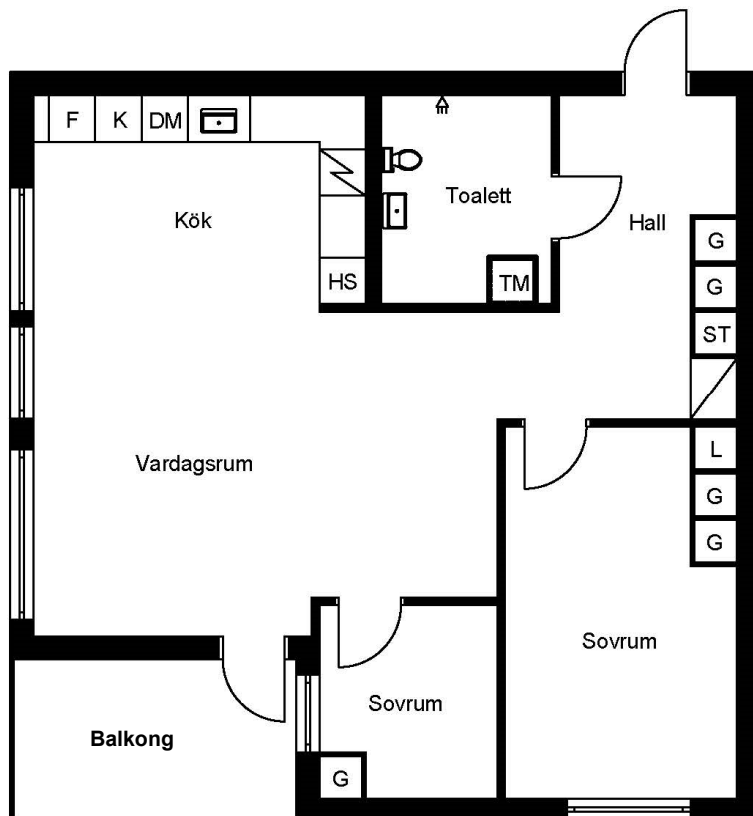 F
K
DM
Kök
Toalett
Hall
G
G
HS
TM
ST
Vardagsrum
L
G
G
Sovrum
Sovrum
Balkong
G